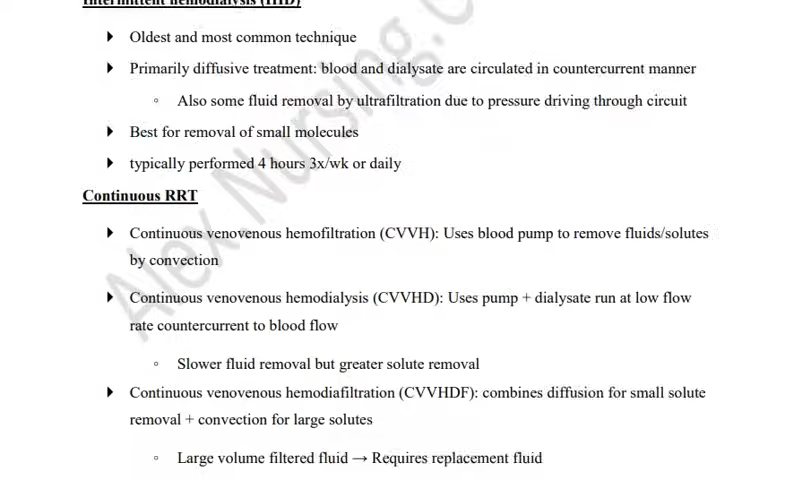 Intermittent hemodialysis (IHD)
Oldest and most common technique
Primarily diffusive treatment: blood and dialysate are circulated in countercurrent manner
Also some fluid removal by ultrafiltration due to pressure driving through circuit
Best for removal of small molecules
typically performed 4 hours 3x/wk or daily
Continuous RRT
Continuous venovenous hemofiltration (CVVH): Uses blood pump to remove fluids/solutes
by convection
Continuous venovenous hemodialysis (CVVHD): Uses pump + dialysate run at low flow
rate countercurrent to blood flow
Slower fluid removal but greater solute removal
Continuous venovenous hemodiafiltration (CVVHDF): combines diffusion for small solute
removal + convection for large solutes
Large volume filtered fluid → Requires replacement fluid
Alex.Nursing.c